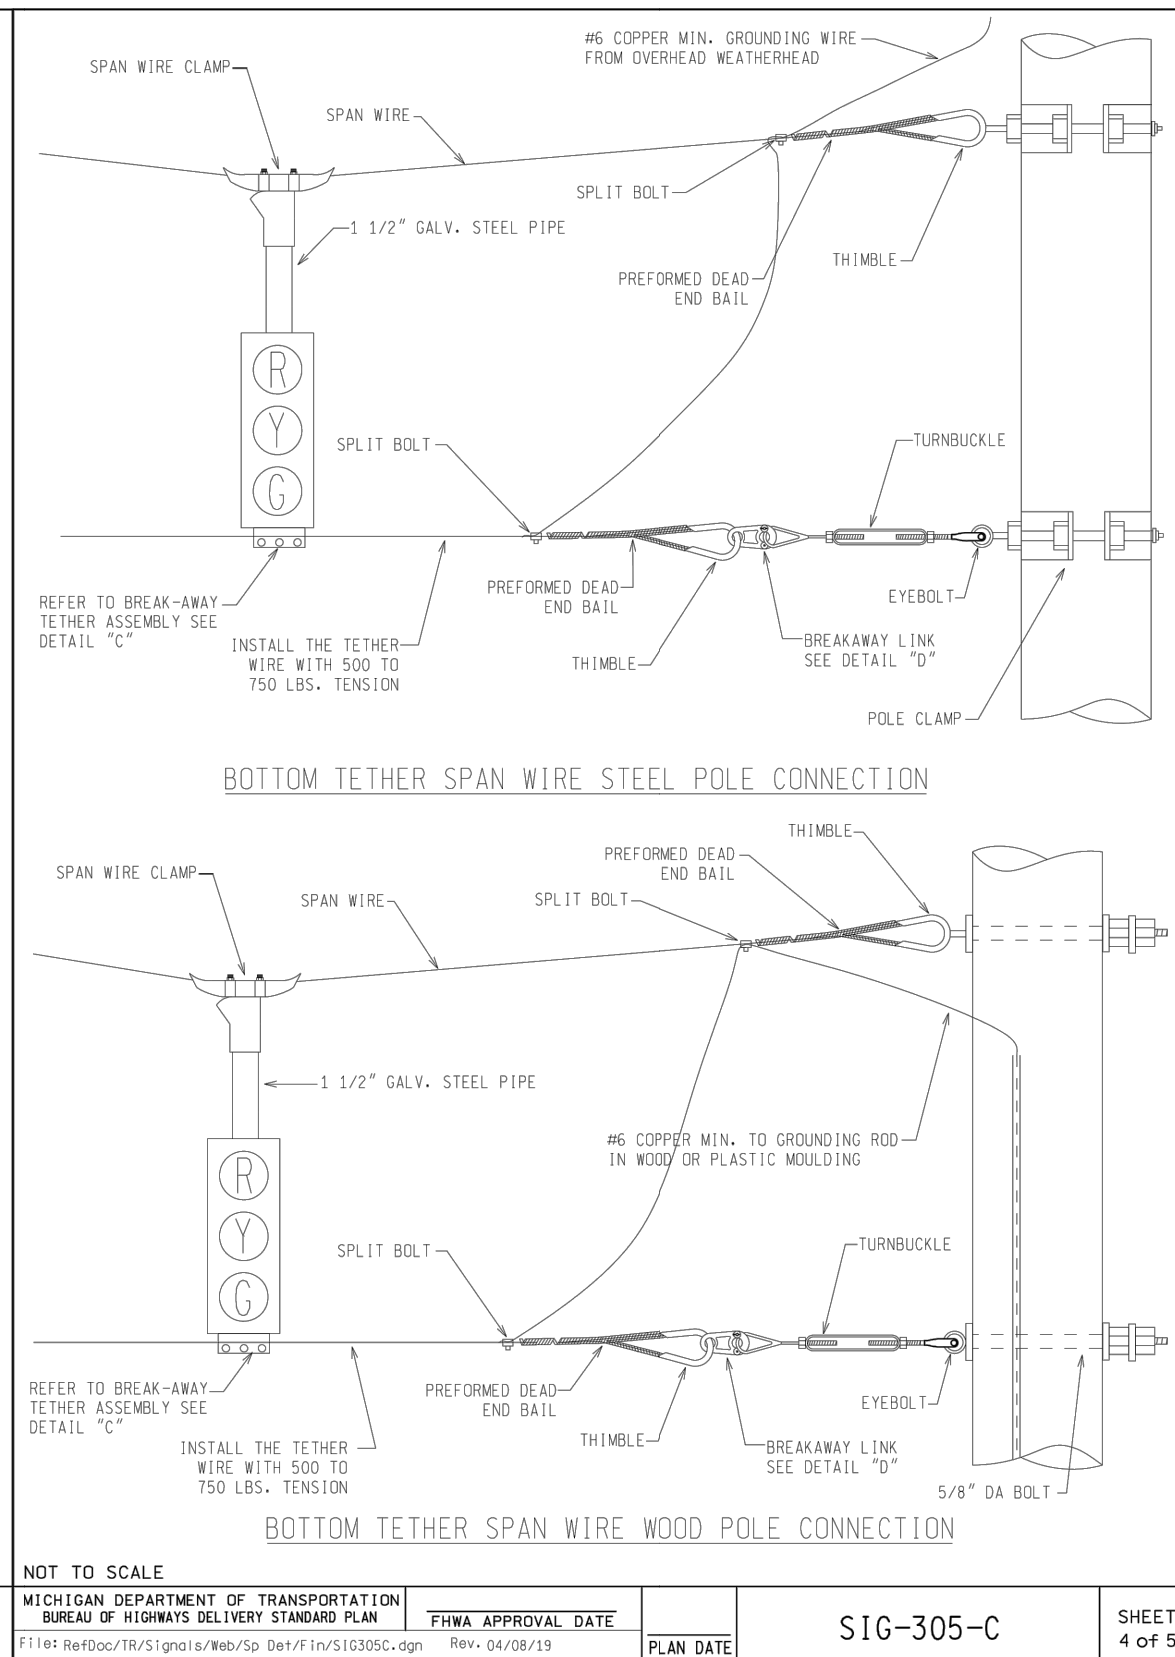 #6 COPPER MIN. GROUNDING WIRE
FROM OVERHEAD WEATHERHEAD
SPAN WIRE CLAMP
SPAN WIRE
SPLIT BOLT
1 1/2" GALV. STEEL PIPE
THIMBLE
PREFORMED DEAD
END BAIL
R
Y
G
SPLIT BOLT
TURNBUCKLE
PREFORMED DEAD
END BAIL
EYEBOLT
REFER TO BREAK-AWAY
TETHER ASSEMBLY SEE
DETAIL "C"
INSTALL THE TETHER
WIRE WITH 500 TO
750 LBS. TENSION
THIMBLE
BREAKAWAY LINK
SEE DETAIL "D"
POLE CLAMP
BOTTOM TETHER SPAN WIRE STEEL POLE CONNECTION
THIMBLE
PREFORMED DEAD
END BAIL
SPAN WIRE CLAMP
SPAN WIRE
SPLIT BOLT
1 1/2" GALV. STEEL PIPE
#6 COPPER MIN. TO GROUNDING ROD
IN WOOD OR PLASTIC MOULDING
R
Y
G
SPLIT BOLT
TURNBUCKLE
REFER TO BREAK-AWAY
TETHER ASSEMBLY SEE
DETAIL "C"
PREFORMED DEAD
END BAIL
EYEBOLT
INSTALL THE TETHER
WIRE WITH 500 TO
750 LBS. TENSION
THIMBLE
BREAKAWAY LINK
SEE DETAIL "D"
5/8" DA BOLT
BOTTOM TETHER SPAN WIRE WOOD POLE CONNECTION
NOT TO SCALE
MICHIGAN DEPARTMENT OF TRANSPORTATION
BUREAU OF HIGHWAYS DELIVERY STANDARD PLAN
File: RefDoc/TR/Signals/Web/Sp Det/Fin/SIG305C.dgn
FHWA APPROVAL DATE
Rev. 04/08/19
PLAN DATE
SIG-305-C
SHEET
4 of 5